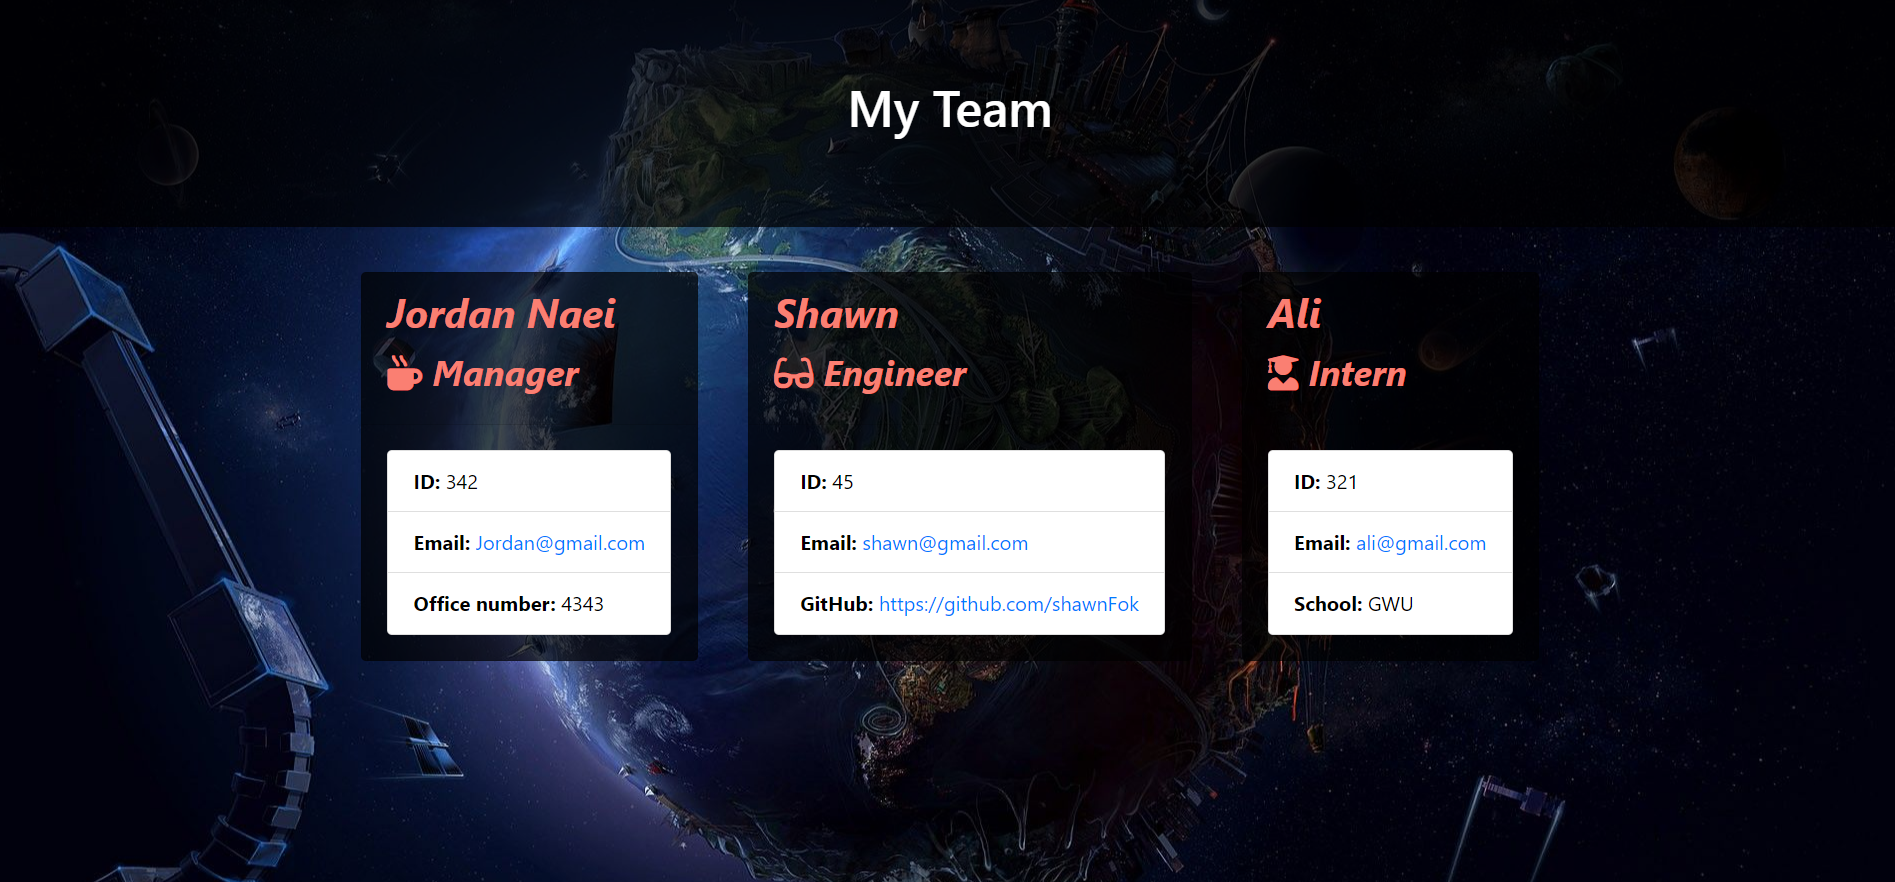 My Team
Jordan Naei
Manager
ID: 342
Email: Jordan@gmail.com
Office number: 4343
Shawn
Engineer
ID: 45
Email: shawn@gmail.com
GitHub: https://github.com/shawnFok
Ali
Intern
ID: 321
Email: ali@gmail.com
School: GWU